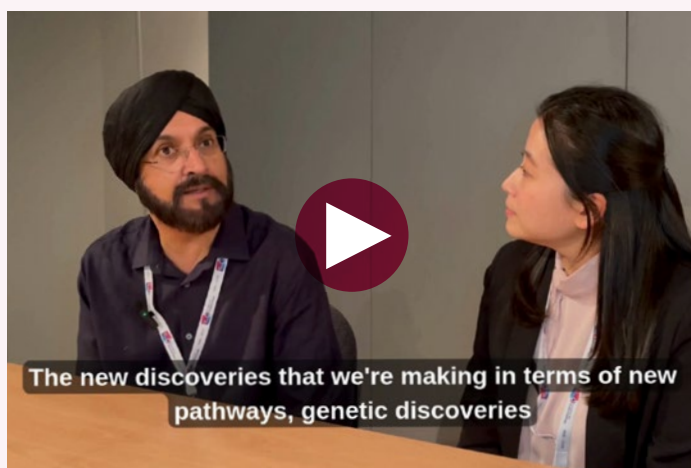 The new discoveries that we're making in terms of new
pathways, genetic discoveries